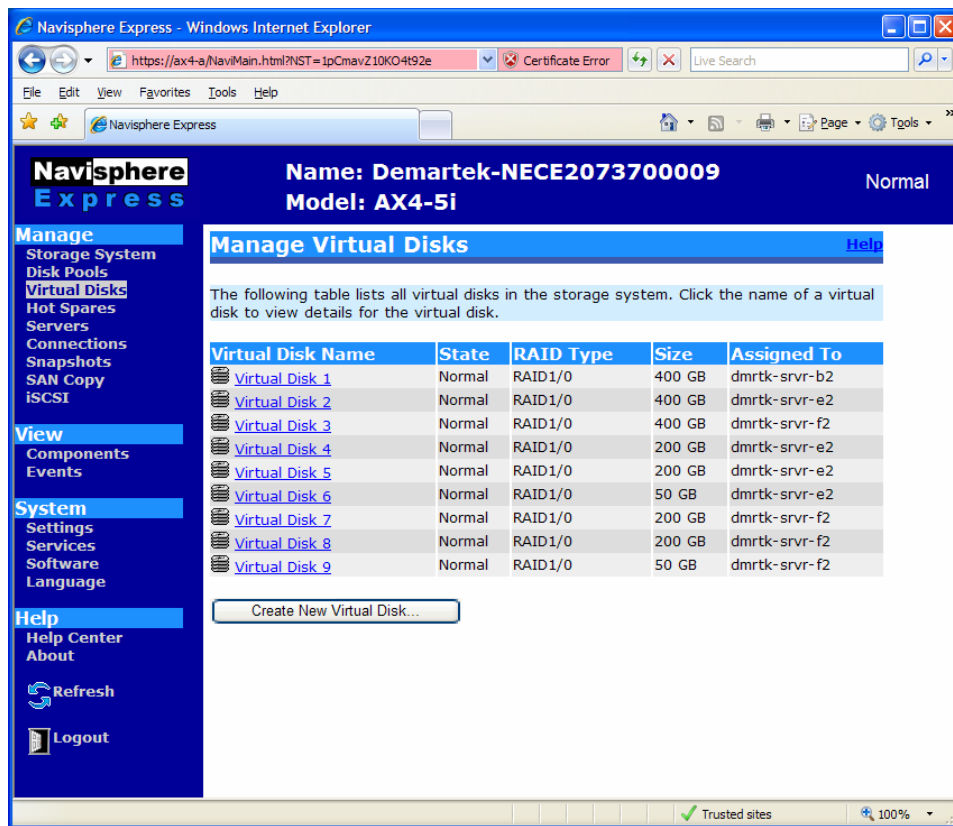 Navisphere Express - Windows Internet Explorer
https://ax4-a/NaviMain.html?NST=1pCmavZ10KO4t92e Certificate Error Live Search
File Edit View Favorites Tools Help
Navisphere Express Page Tools
Navisphere
Express
Name: Demartek-NECE2073700009
Model: AX4-5i
Normal
Manage
Storage System
Disk Pools
Virtual Disks
Hot Spares
Servers
Connections
Snapshots
SAN Copy
iSCSI
View
Components
Events
System
Settings
Services
Software
Language
Help
Help Center
About
Refresh
Logout
Manage Virtual Disks Help
The following table lists all virtual disks in the storage system. Click the name of a virtual
disk to view details for the virtual disk.
Virtual Disk Name State RAID Type Size Assigned To
Virtual Disk 1 Normal RAID1/0 400 GB dmrtk-srvr-b2
Virtual Disk 2 Normal RAID1/0 400 GB dmrtk-srvr-e2
Virtual Disk 3 Normal RAID1/0 400 GB dmrtk-srvr-f2
Virtual Disk 4 Normal RAID1/0 200 GB dmrtk-srvr-e2
Virtual Disk 5 Normal RAID1/0 200 GB dmrtk-srvr-e2
Virtual Disk 6 Normal RAID1/0 50 GB dmrtk-srvr-e2
Virtual Disk 7 Normal RAID1/0 200 GB dmrtk-srvr-f2
Virtual Disk 8 Normal RAID1/0 200 GB dmrtk-srvr-f2
Virtual Disk 9 Normal RAID1/0 50 GB dmrtk-srvr-f2
Create New Virtual Disk...
Trusted sites 100%